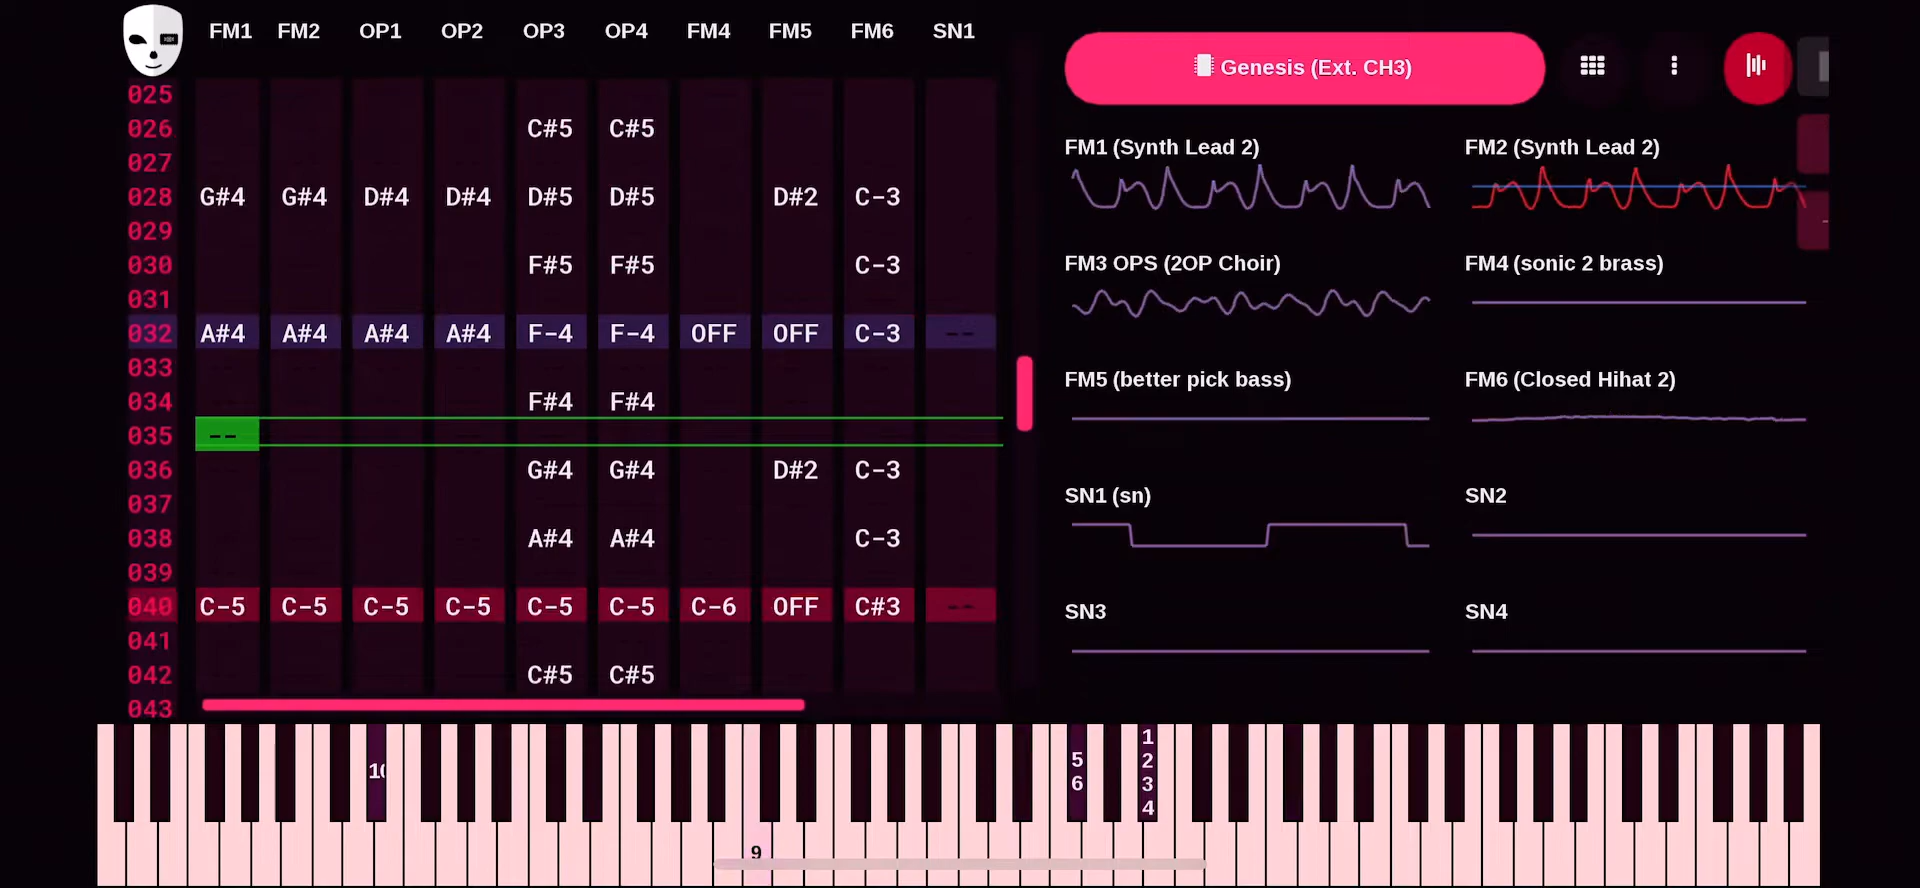 FM1 FM2 OP1 OP2 OP3 OP4 FM4 FM5 FM6 SN1
025
026 C#5 C#5
027
028 G#4 G#4 D#4 D#4 D#5 D#5 D#2 C-3
029
030 F#5 F#5 C-3
031
032 A#4 A#4 A#4 A#4 F-4 F-4 OFF OFF C-3 --
033
034 F#4 F#4
035 --
036 G#4 G#4 D#2 C-3
037
038 A#4 A#4 C-3
039
040 C-5 C-5 C-5 C-5 C-5 C-5 C-6 OFF C#3 --
041
042 C#5 C#5
043
Genesis (Ext. CH3)
FM1 (Synth Lead 2)
FM2 (Synth Lead 2)
FM3 OPS (2OP Choir)
FM4 (sonic 2 brass)
FM5 (better pick bass)
FM6 (Closed Hihat 2)
SN1 (sn)
SN2
SN3
SN4
10
9
5
6
1
2
3
4